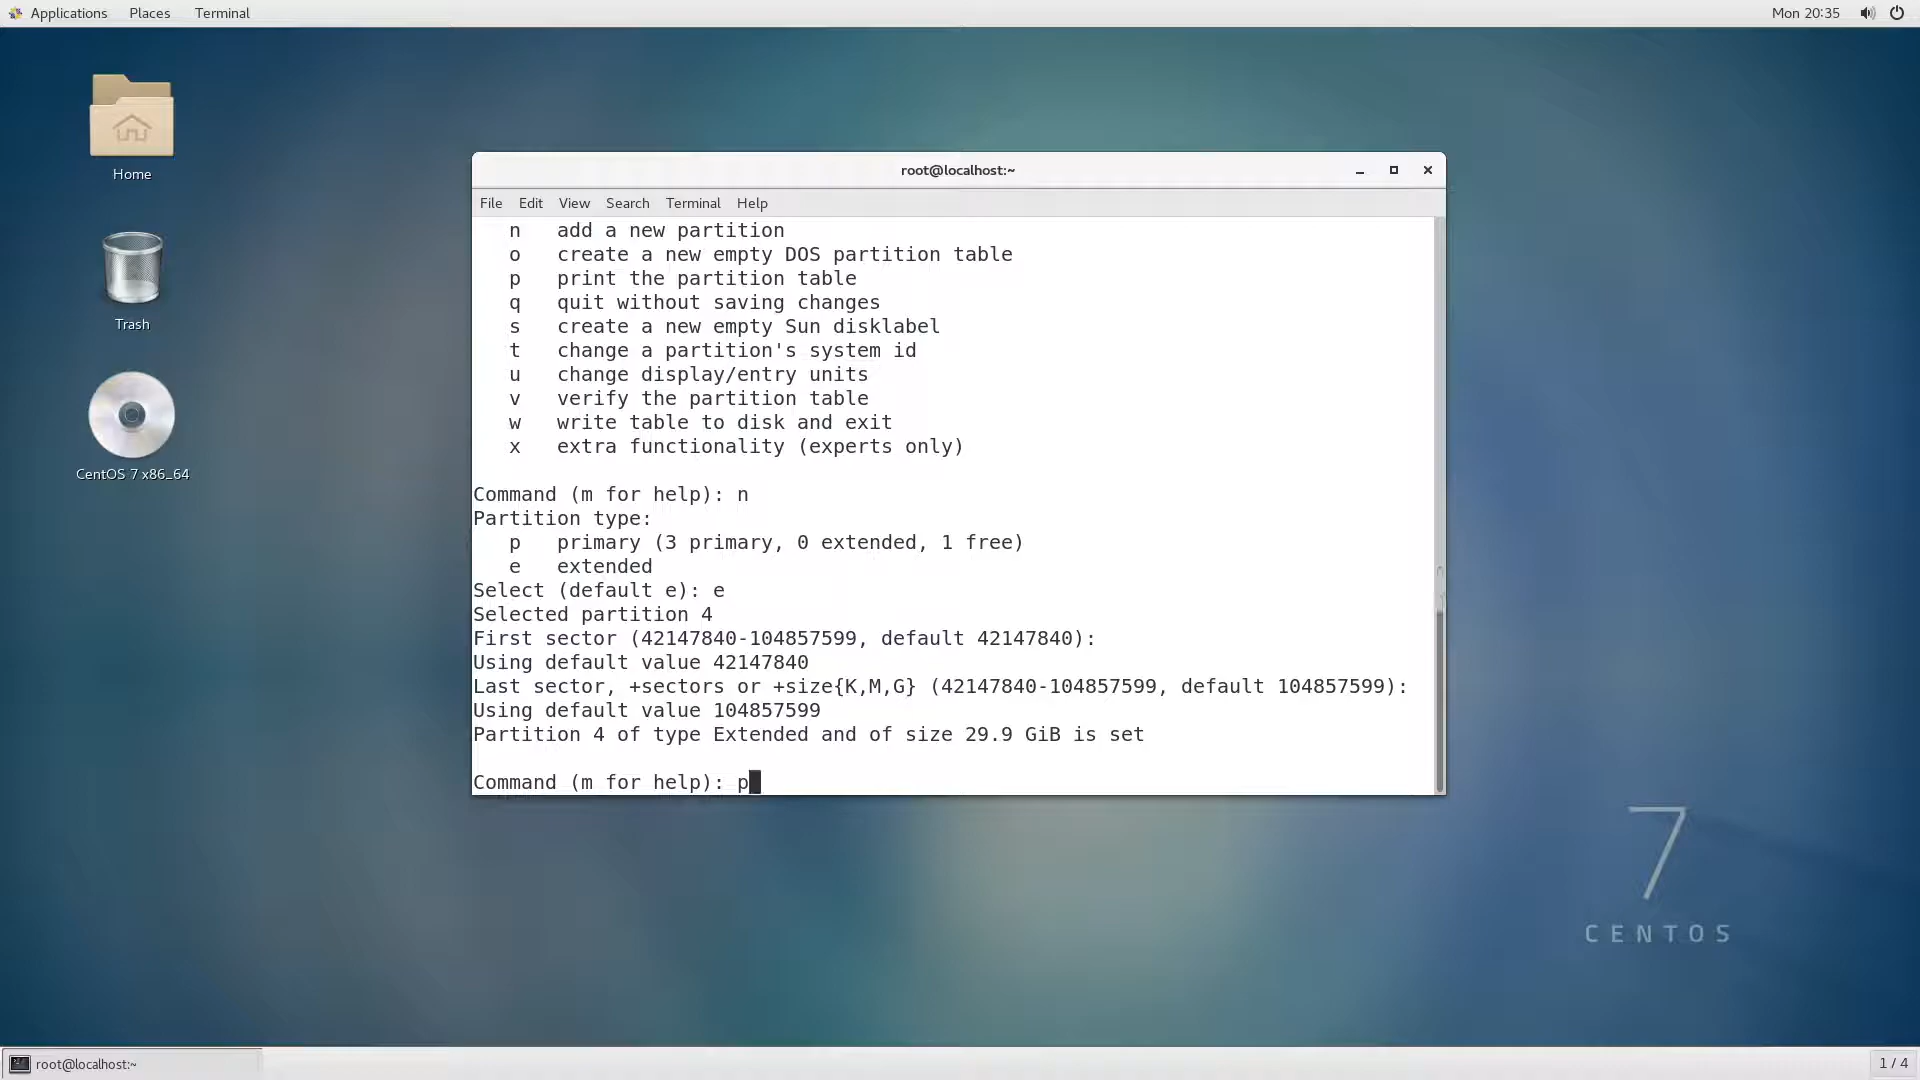 Applications Places Terminal
Mon 20:35
Home
Trash
CentOS 7 x86_64
root@localhost:~
File Edit View Search Terminal Help
n add a new partition
o create a new empty DOS partition table
p print the partition table
q quit without saving changes
s create a new empty Sun disklabel
t change a partition's system id
u change display/entry units
v verify the partition table
w write table to disk and exit
x extra functionality (experts only)
Command (m for help): n
Partition type:
p primary (3 primary, 0 extended, 1 free)
e extended
Select (default e): e
Selected partition 4
First sector (42147840-104857599, default 42147840):
Using default value 42147840
Last sector, +sectors or +size{K,M,G} (42147840-104857599, default 104857599):
Using default value 104857599
Partition 4 of type Extended and of size 29.9 GiB is set
Command (m for help): p
7
CENTOS
root@localhost:~
1 / 4